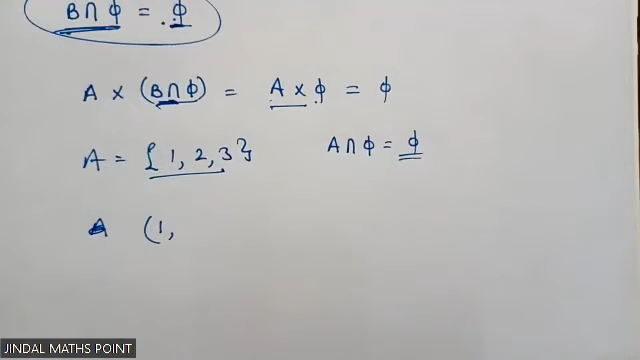 B∩ϕ = ϕ
A × (B∩ϕ) = A × ϕ = ϕ
A = {1, 2, 3} A∩ϕ = ϕ
(1,
JINDAL MATHS POINT